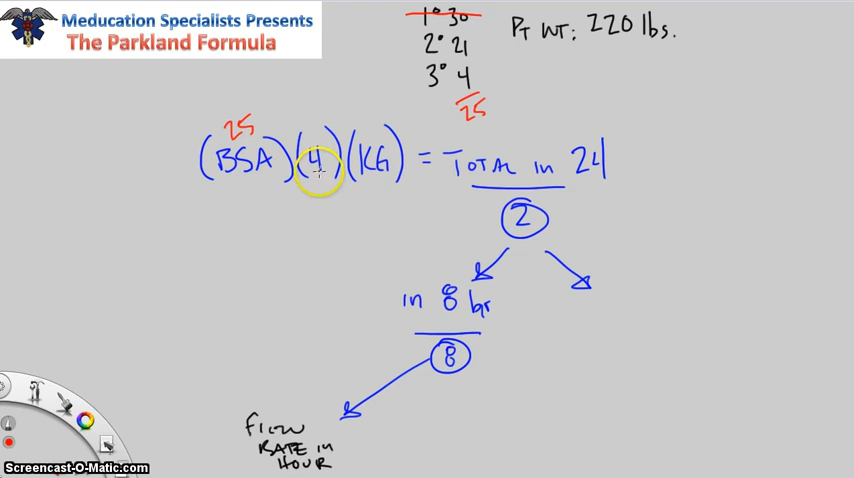 Meducation Specialists Presents
The Parkland Formula
1° 30
2° 21
3° 4
25
PT WT: 220 lbs.
25
(BSA)(4)(KG) = TOTAL in 24
2
in 8 hr
8
flow
RATE in
HOUR
Screencast-O-Matic.com